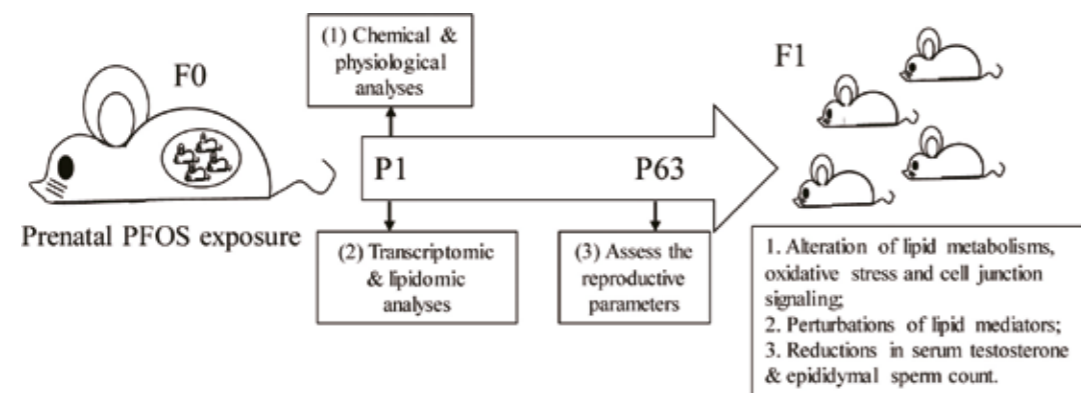 F0
Prenatal PFOS exposure
(1) Chemical &
physiological
analyses
P1
P63
(2) Transcriptomic
& lipidomic
analyses
(3) Assess the
reproductive
parameters
F1
1. Alteration of lipid metabolisms,
oxidative stress and cell junction
signaling;
2. Perturbations of lipid mediators;
3. Reductions in serum testosterone
& epididymal sperm count.